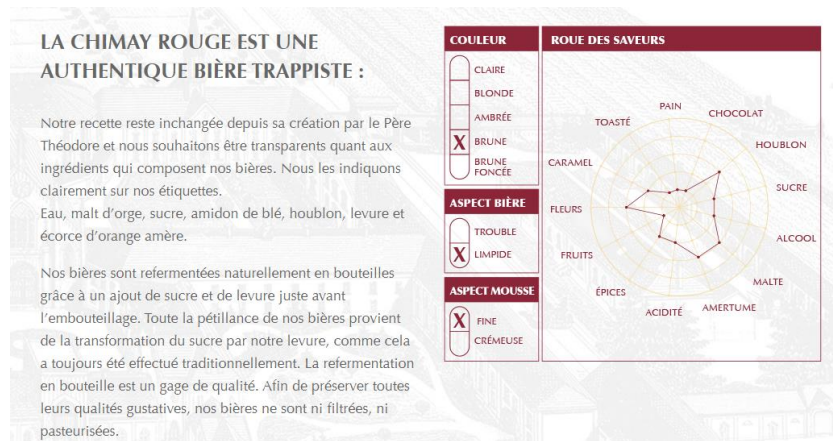 LA CHIMAY ROUGE EST UNE
AUTHENTIQUE BIÈRE TRAPPISTE :
Notre recette reste inchangée depuis sa création par le Père
Théodore et nous souhaitons être transparents quant aux
ingrédients qui composent nos bières. Nous les indiquons
clairement sur nos étiquettes.
Eau, malt d’orge, sucre, amidon de blé, houblon, levure et
écorce d’orange amère.
Nos bières sont refermentées naturellement en bouteilles
grâce à un ajout de sucre et de levure juste avant
l’embouteillage. Toute la pétillance de nos bières provient
de la transformation du sucre par notre levure, comme cela
a toujours été effectué traditionnellement. La refermentation
en bouteille est un gage de qualité. Afin de préserver toutes
leurs qualités gustatives, nos bières ne sont ni filtrées, ni
pasteurisées.
COULEUR
CLAIRE
BLONDE
AMBRÉE
X BRUNE
BRUNE
FONCÉE
ASPECT BIÈRE
TROUBLE
X LIMPIDE
ASPECT MOUSSE
X FINE
CRÉMEUSE
ROUE DES SAVEURS
PAIN
CHOCOLAT
HOUBLON
SUCRE
ALCOOL
MALTE
AMERTUME
ACIDITÉ
ÉPICES
FRUITS
FLEURS
CARAMEL
TOASTÉ